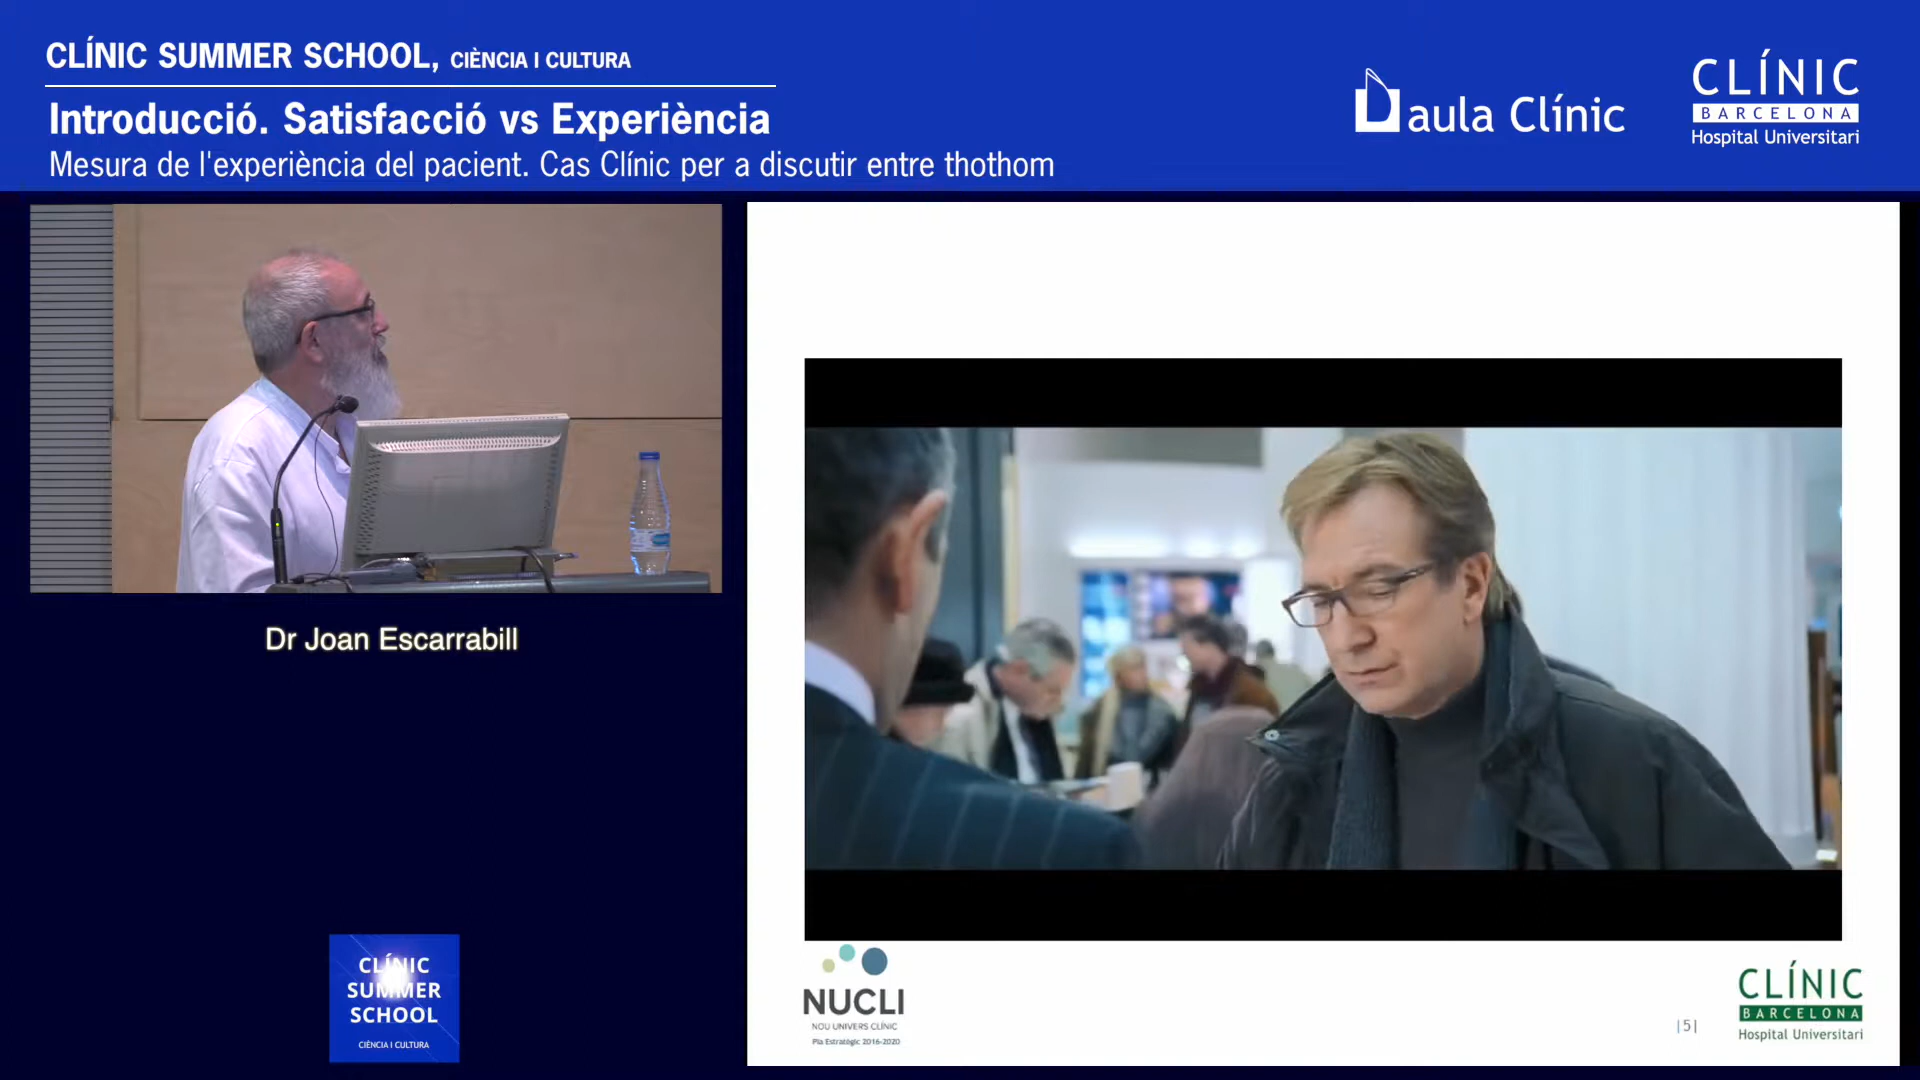 CLÍNIC SUMMER SCHOOL, CIÈNCIA I CULTURA
Introducció. Satisfacció vs Experiència
Mesura de l'experiència del pacient. Cas Clínic per a discutir entre thothom
aula Clínic
CLÍNIC
BARCELONA
Hospital Universitari
Dr Joan Escarrabill
CLÍNIC
SUMMER
SCHOOL
CIÈNCIA I CULTURA
NUCLI
NOU UNIVERS CLÍNIC
Pla Estratègic 2016-2020
|5|
CLÍNIC
BARCELONA
Hospital Universitari